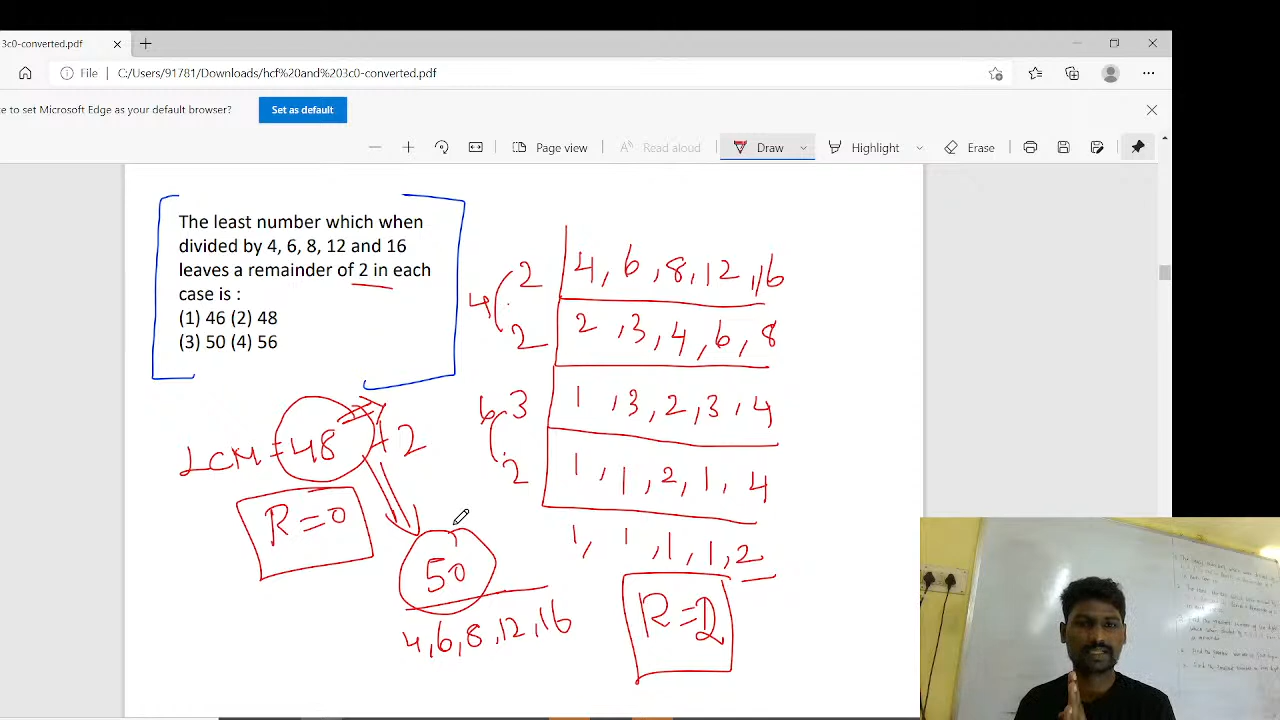 3c0-converted.pdf
File C:/Users/91781/Downloads/hcf%20and%203c0-converted.pdf
e to set Microsoft Edge as your default browser? Set as default
Page view Read aloud Draw Highlight Erase
The least number which when
divided by 4, 6, 8, 12 and 16
leaves a remainder of 2 in each
case is :
(1) 46 (2) 48
(3) 50 (4) 56
2 4, 6, 8, 12, 16
4
2 2, 3, 4, 6, 8
6 3 1, 3, 2, 3, 4
2 1, 1, 2, 1, 4
1, 1, 1, 1, 2
LCM = 48 + 2
R = 0
50
4, 6, 8, 12, 16
R = 2